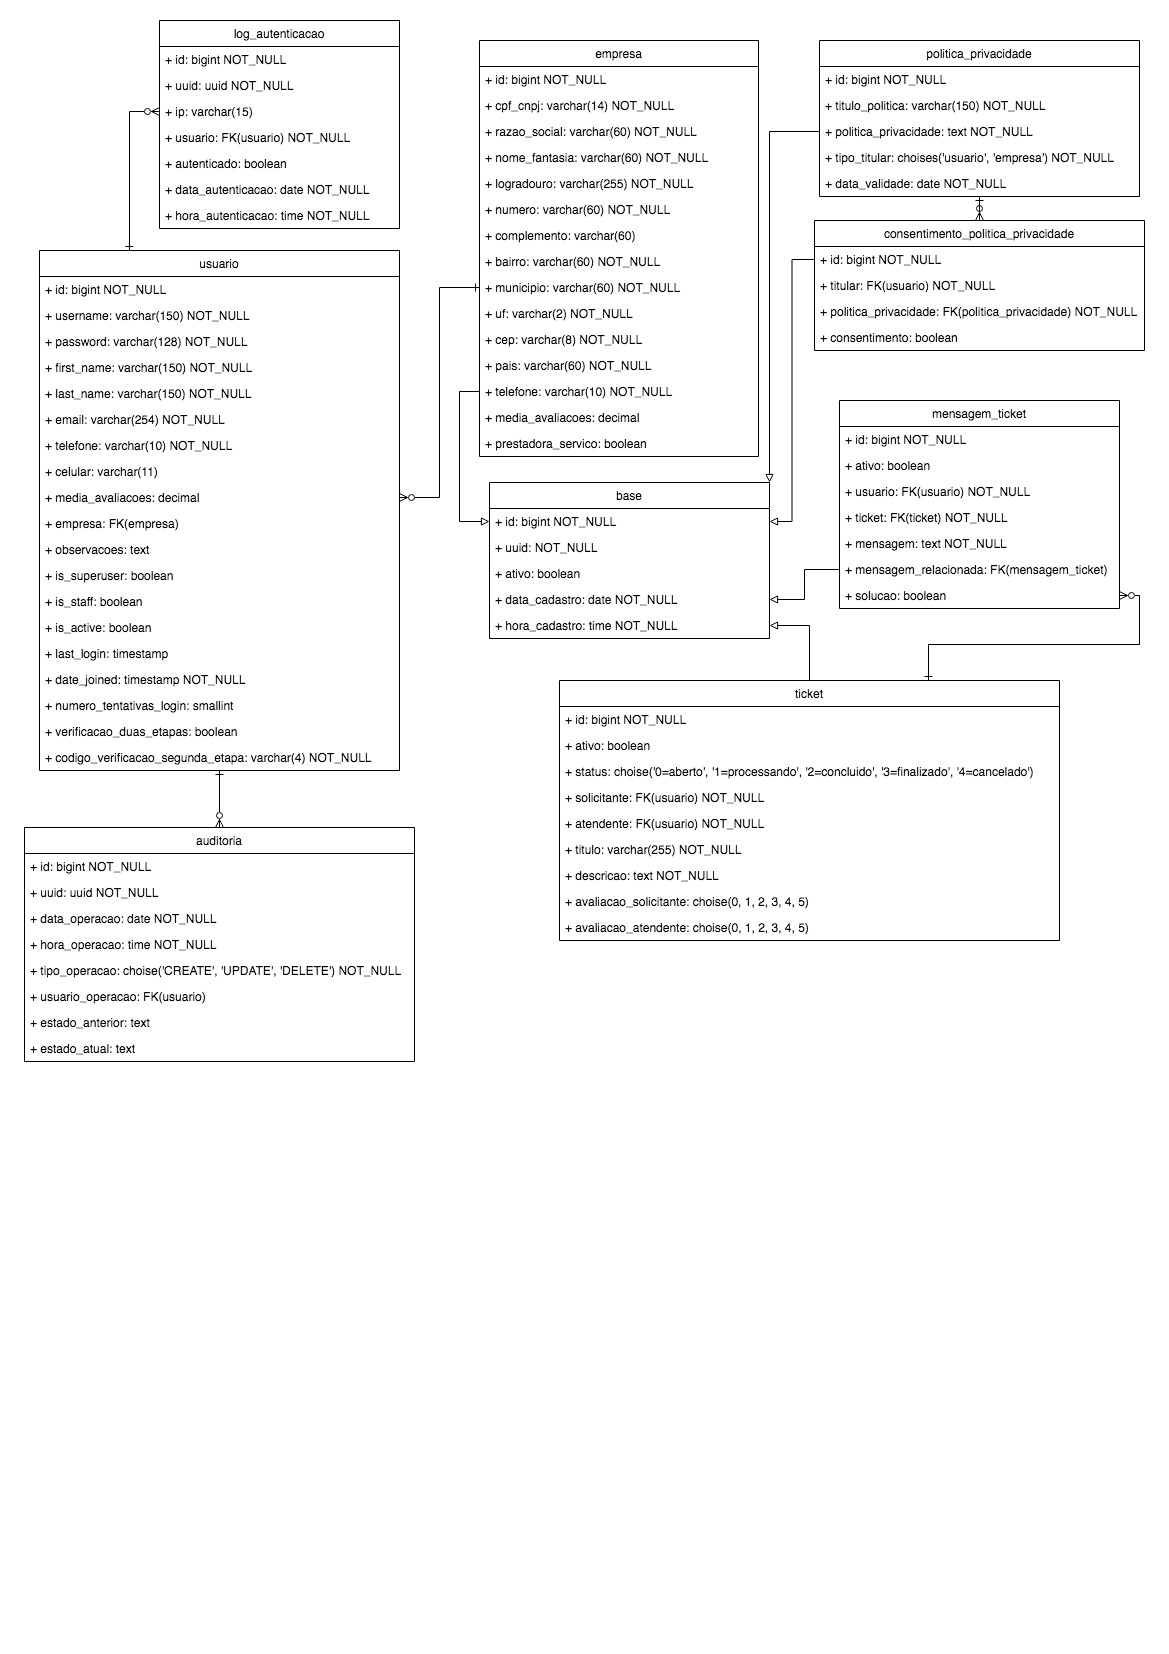 log_autenticacao
+ id: bigint NOT_NULL
+ uuid: uuid NOT_NULL
+ ip: varchar(15)
+ usuario: FK(usuario) NOT_NULL
+ autenticado: boolean
+ data_autenticacao: date NOT_NULL
+ hora_autenticacao: time NOT_NULL
usuario
+ id: bigint NOT_NULL
+ username: varchar(150) NOT_NULL
+ password: varchar(128) NOT_NULL
+ first_name: varchar(150) NOT_NULL
+ last_name: varchar(150) NOT_NULL
+ email: varchar(254) NOT_NULL
+ telefone: varchar(10) NOT_NULL
+ celular: varchar(11)
+ media_avaliacoes: decimal
+ empresa: FK(empresa)
+ observacoes: text
+ is_superuser: boolean
+ is_staff: boolean
+ is_active: boolean
+ last_login: timestamp
+ date_joined: timestamp NOT_NULL
+ numero_tentativas_login: smallint
+ verificacao_duas_etapas: boolean
+ codigo_verificacao_segunda_etapa: varchar(4) NOT_NULL
auditoria
+ id: bigint NOT_NULL
+ uuid: uuid NOT_NULL
+ data_operacao: date NOT_NULL
+ hora_operacao: time NOT_NULL
+ tipo_operacao: choise('CREATE', 'UPDATE', 'DELETE') NOT_NULL
+ usuario_operacao: FK(usuario)
+ estado_anterior: text
+ estado_atual: text
empresa
+ id: bigint NOT_NULL
+ cpf_cnpj: varchar(14) NOT_NULL
+ razao_social: varchar(60) NOT_NULL
+ nome_fantasia: varchar(60) NOT_NULL
+ logradouro: varchar(255) NOT_NULL
+ numero: varchar(60) NOT_NULL
+ complemento: varchar(60)
+ bairro: varchar(60) NOT_NULL
+ municipio: varchar(60) NOT_NULL
+ uf: varchar(2) NOT_NULL
+ cep: varchar(8) NOT_NULL
+ pais: varchar(60) NOT_NULL
+ telefone: varchar(10) NOT_NULL
+ media_avaliacoes: decimal
+ prestadora_servico: boolean
base
+ id: bigint NOT_NULL
+ uuid: NOT_NULL
+ ativo: boolean
+ data_cadastro: date NOT_NULL
+ hora_cadastro: time NOT_NULL
politica_privacidade
+ id: bigint NOT_NULL
+ titulo_politica: varchar(150) NOT_NULL
+ politica_privacidade: text NOT_NULL
+ tipo_titular: choises('usuario', 'empresa') NOT_NULL
+ data_validade: date NOT_NULL
consentimento_politica_privacidade
+ id: bigint NOT_NULL
+ titular: FK(usuario) NOT_NULL
+ politica_privacidade: FK(politica_privacidade) NOT_NULL
+ consentimento: boolean
mensagem_ticket
+ id: bigint NOT_NULL
+ ativo: boolean
+ usuario: FK(usuario) NOT_NULL
+ ticket: FK(ticket) NOT_NULL
+ mensagem: text NOT_NULL
+ mensagem_relacionada: FK(mensagem_ticket)
+ solucao: boolean
ticket
+ id: bigint NOT_NULL
+ ativo: boolean
+ status: choise('0=aberto', '1=processando', '2=concluido', '3=finalizado', '4=cancelado')
+ solicitante: FK(usuario) NOT_NULL
+ atendente: FK(usuario) NOT_NULL
+ titulo: varchar(255) NOT_NULL
+ descricao: text NOT_NULL
+ avaliacao_solicitante: choise(0, 1, 2, 3, 4, 5)
+ avaliacao_atendente: choise(0, 1, 2, 3, 4, 5)